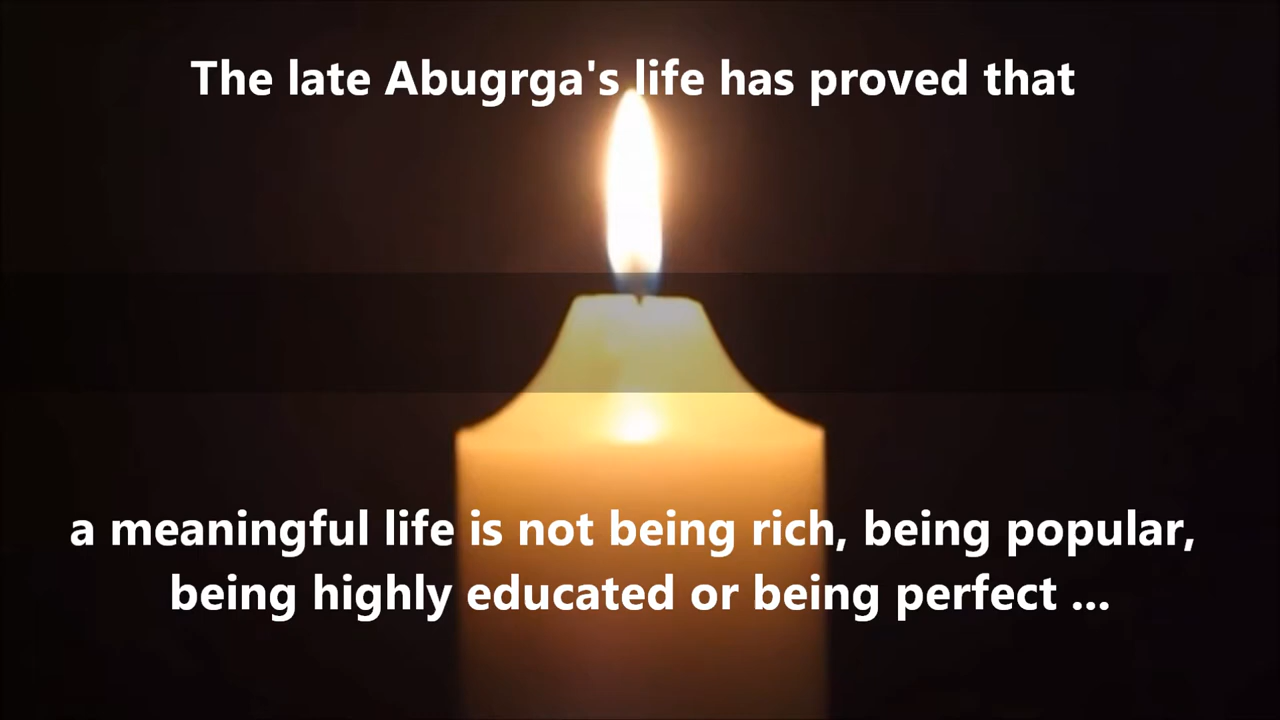 The late Abugrga's life has proved that
a meaningful life is not being rich, being popular,
being highly educated or being perfect ...